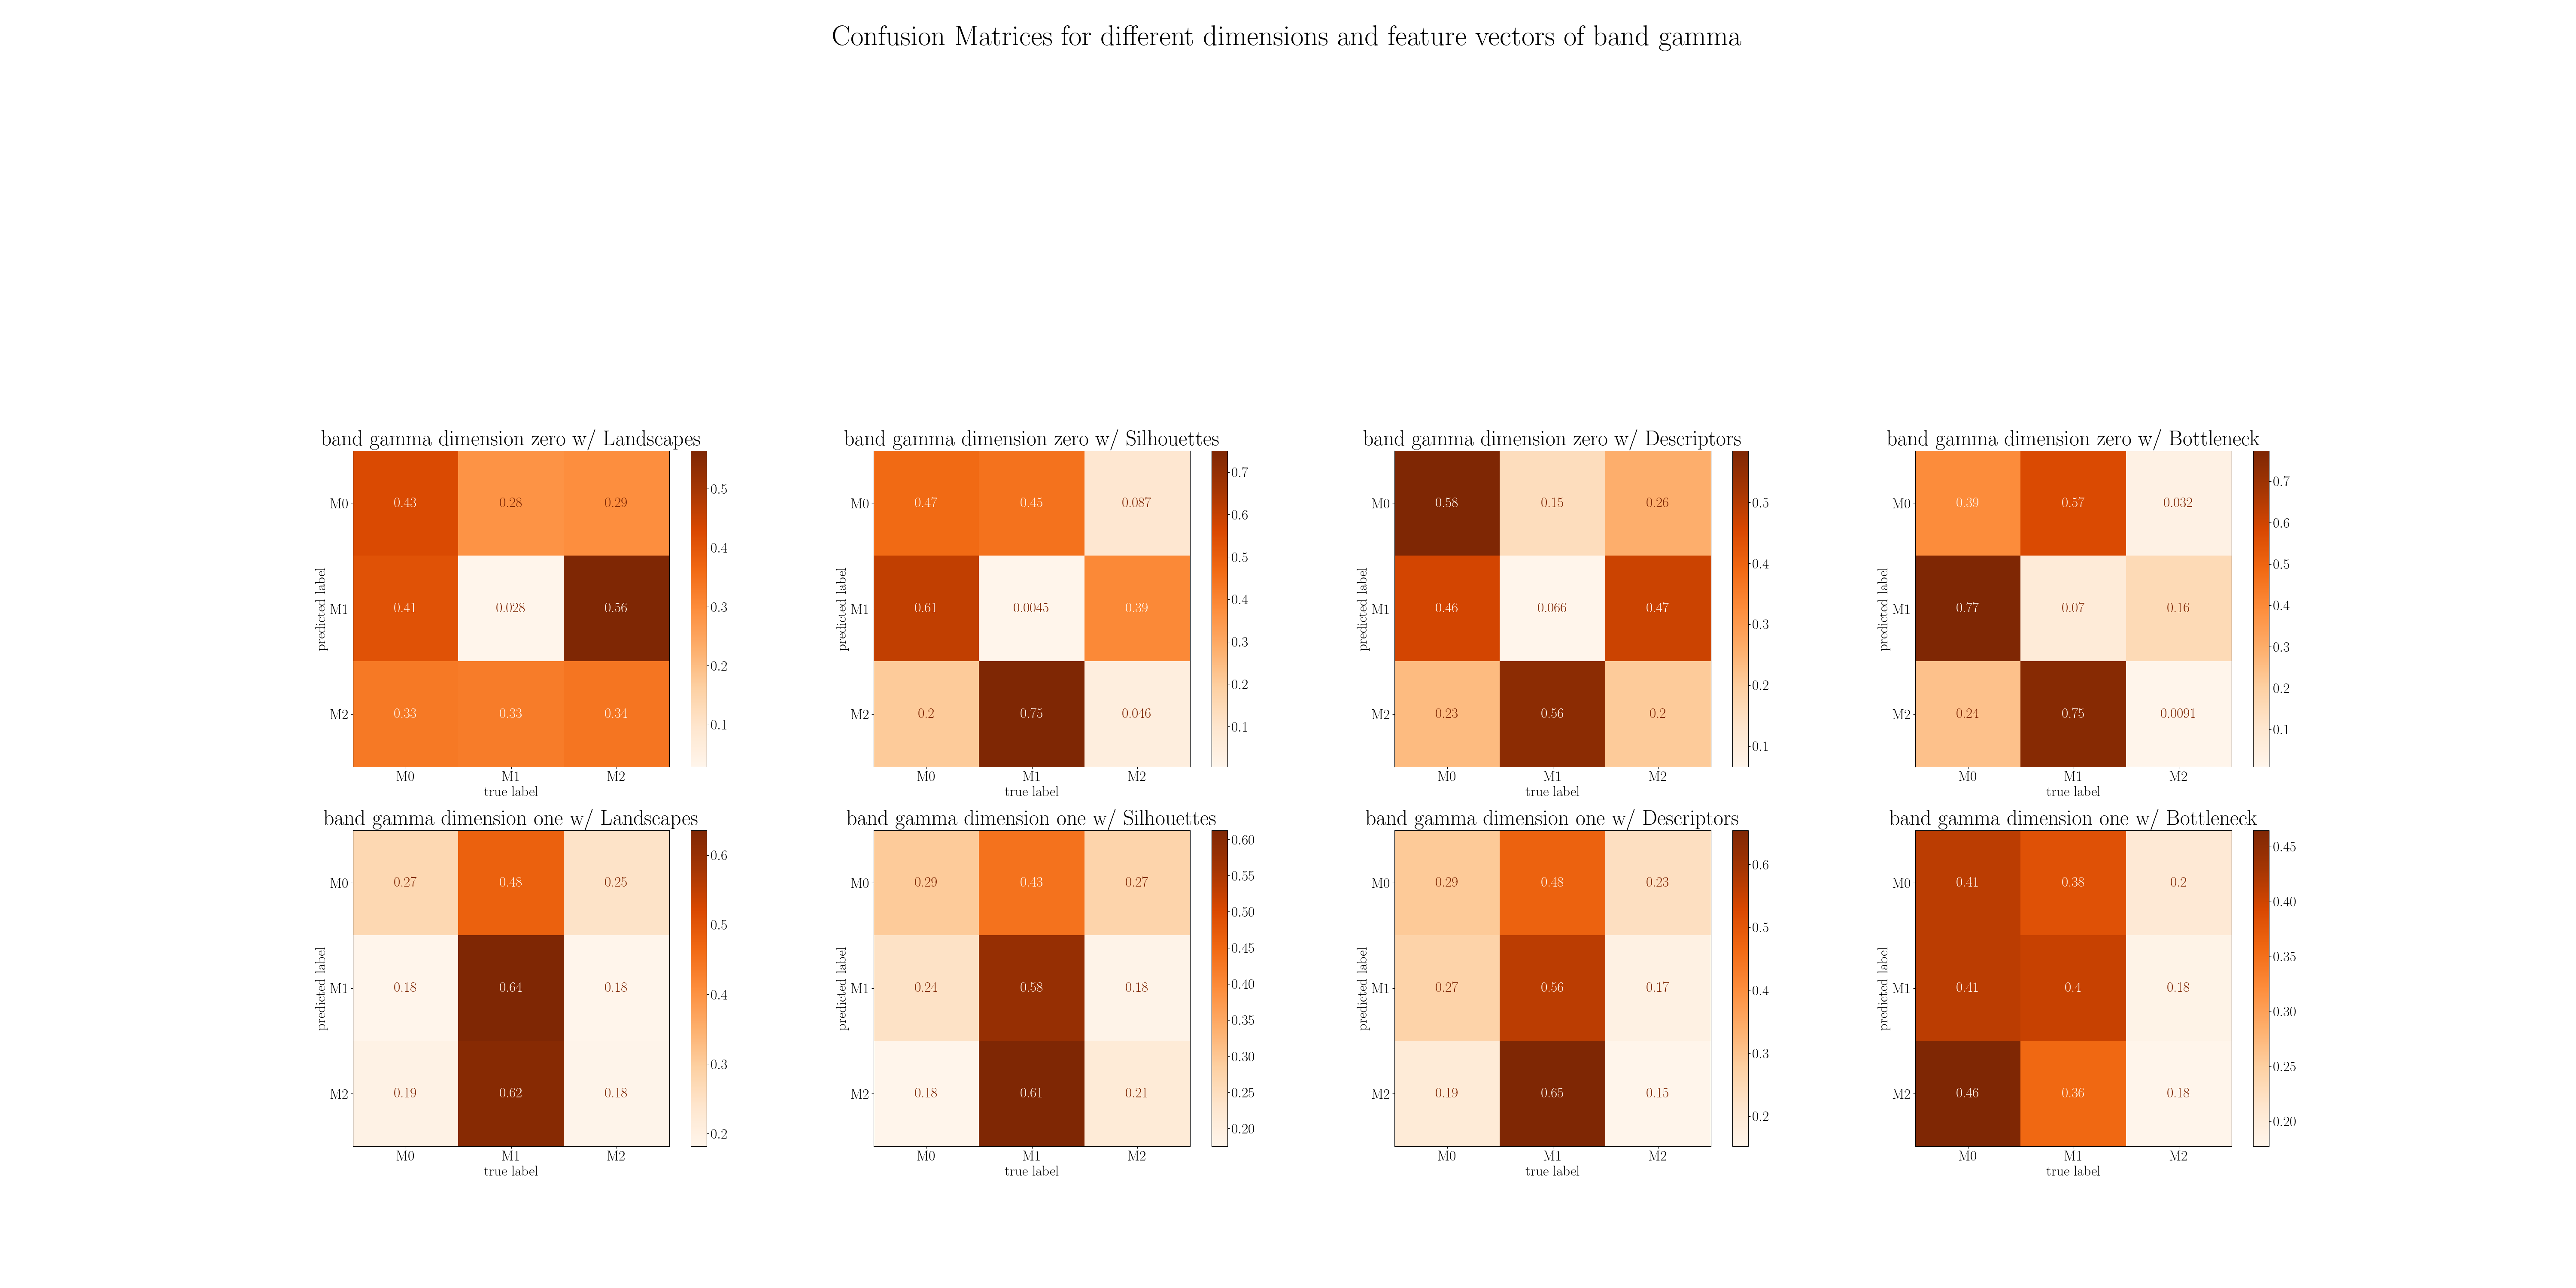 Confusion Matrices for different dimensions and feature vectors of band gamma
band gamma dimension zero w/ Landscapes
predicted label
M0 0.43 0.28 0.29
M1 0.41 0.028 0.56
M2 0.33 0.33 0.34
M0 M1 M2
true label
0.5
0.4
0.3
0.2
0.1
band gamma dimension zero w/ Silhouettes
predicted label
M0 0.47 0.45 0.087
M1 0.61 0.0045 0.39
M2 0.2 0.75 0.046
M0 M1 M2
true label
0.7
0.6
0.5
0.4
0.3
0.2
0.1
band gamma dimension zero w/ Descriptors
predicted label
M0 0.58 0.15 0.26
M1 0.46 0.066 0.47
M2 0.23 0.56 0.2
M0 M1 M2
true label
0.5
0.4
0.3
0.2
0.1
band gamma dimension zero w/ Bottleneck
predicted label
M0 0.39 0.57 0.032
M1 0.77 0.07 0.16
M2 0.24 0.75 0.0091
M0 M1 M2
true label
0.7
0.6
0.5
0.4
0.3
0.2
0.1
band gamma dimension one w/ Landscapes
predicted label
M0 0.27 0.48 0.25
M1 0.18 0.64 0.18
M2 0.19 0.62 0.18
M0 M1 M2
true label
0.6
0.5
0.4
0.3
0.2
band gamma dimension one w/ Silhouettes
predicted label
M0 0.29 0.43 0.27
M1 0.24 0.58 0.18
M2 0.18 0.61 0.21
M0 M1 M2
true label
0.60
0.55
0.50
0.45
0.40
0.35
0.30
0.25
0.20
band gamma dimension one w/ Descriptors
predicted label
M0 0.29 0.48 0.23
M1 0.27 0.56 0.17
M2 0.19 0.65 0.15
M0 M1 M2
true label
0.6
0.5
0.4
0.3
0.2
band gamma dimension one w/ Bottleneck
predicted label
M0 0.41 0.38 0.2
M1 0.41 0.4 0.18
M2 0.46 0.36 0.18
M0 M1 M2
true label
0.45
0.40
0.35
0.30
0.25
0.20